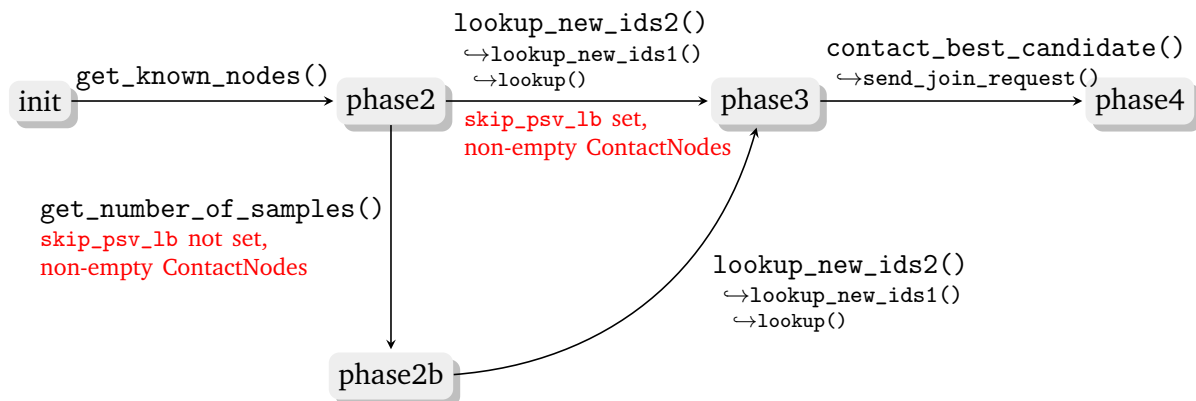 init
get_known_nodes()
phase2
lookup_new_ids2()
↪lookup_new_ids1()
↪lookup()
skip_psv_lb set,
non-empty ContactNodes
phase3
contact_best_candidate()
↪send_join_request()
phase4
get_number_of_samples()
skip_psv_lb not set,
non-empty ContactNodes
lookup_new_ids2()
↪lookup_new_ids1()
↪lookup()
phase2b